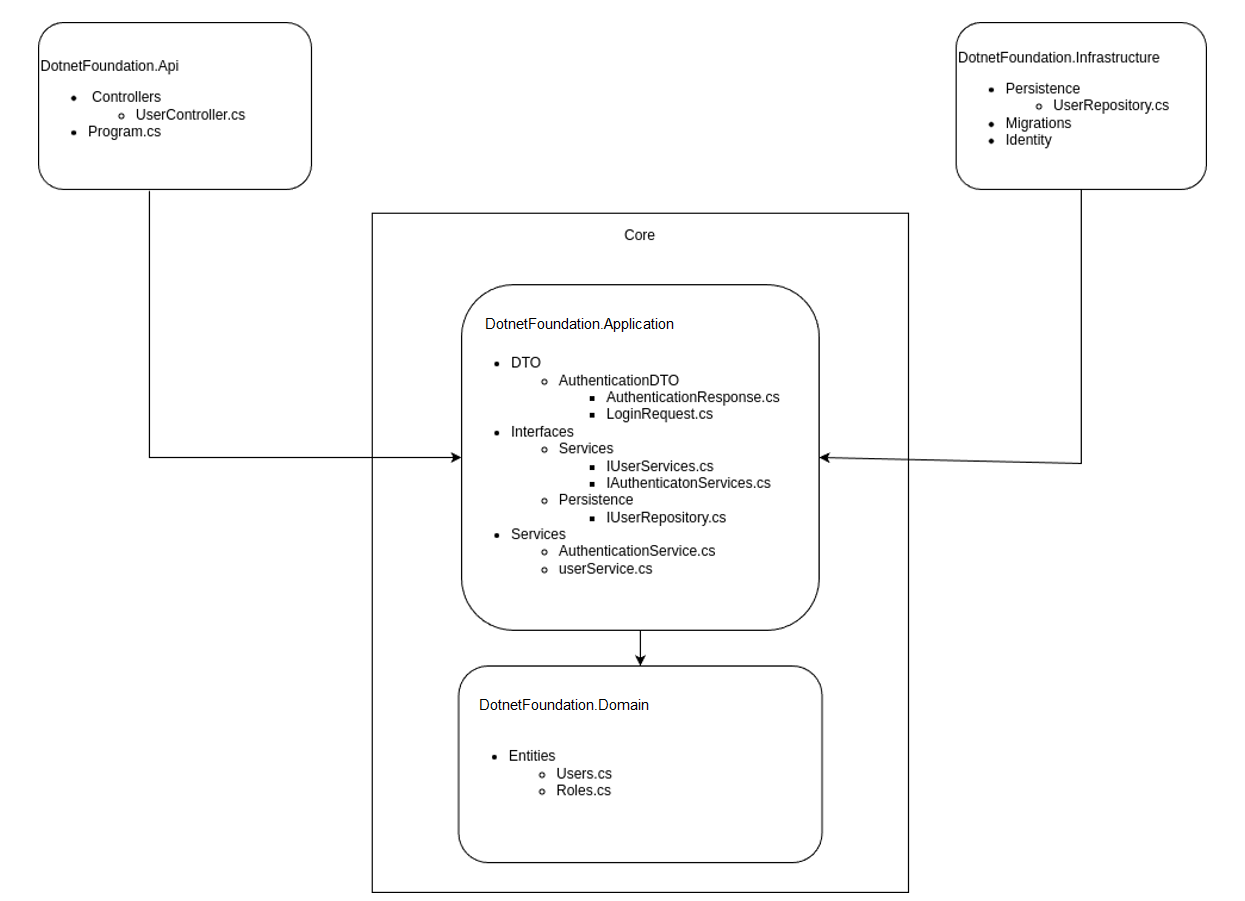 DotnetFoundation.Api
Controllers
UserController.cs
Program.cs
DotnetFoundation.Infrastructure
Persistence
UserRepository.cs
Migrations
Identity
Core
DotnetFoundation.Application
DTO
AuthenticationDTO
AuthenticationResponse.cs
LoginRequest.cs
Interfaces
Services
IUserServices.cs
IAuthenticatonServices.cs
Persistence
IUserRepository.cs
Services
AuthenticationService.cs
userService.cs
DotnetFoundation.Domain
Entities
Users.cs
Roles.cs